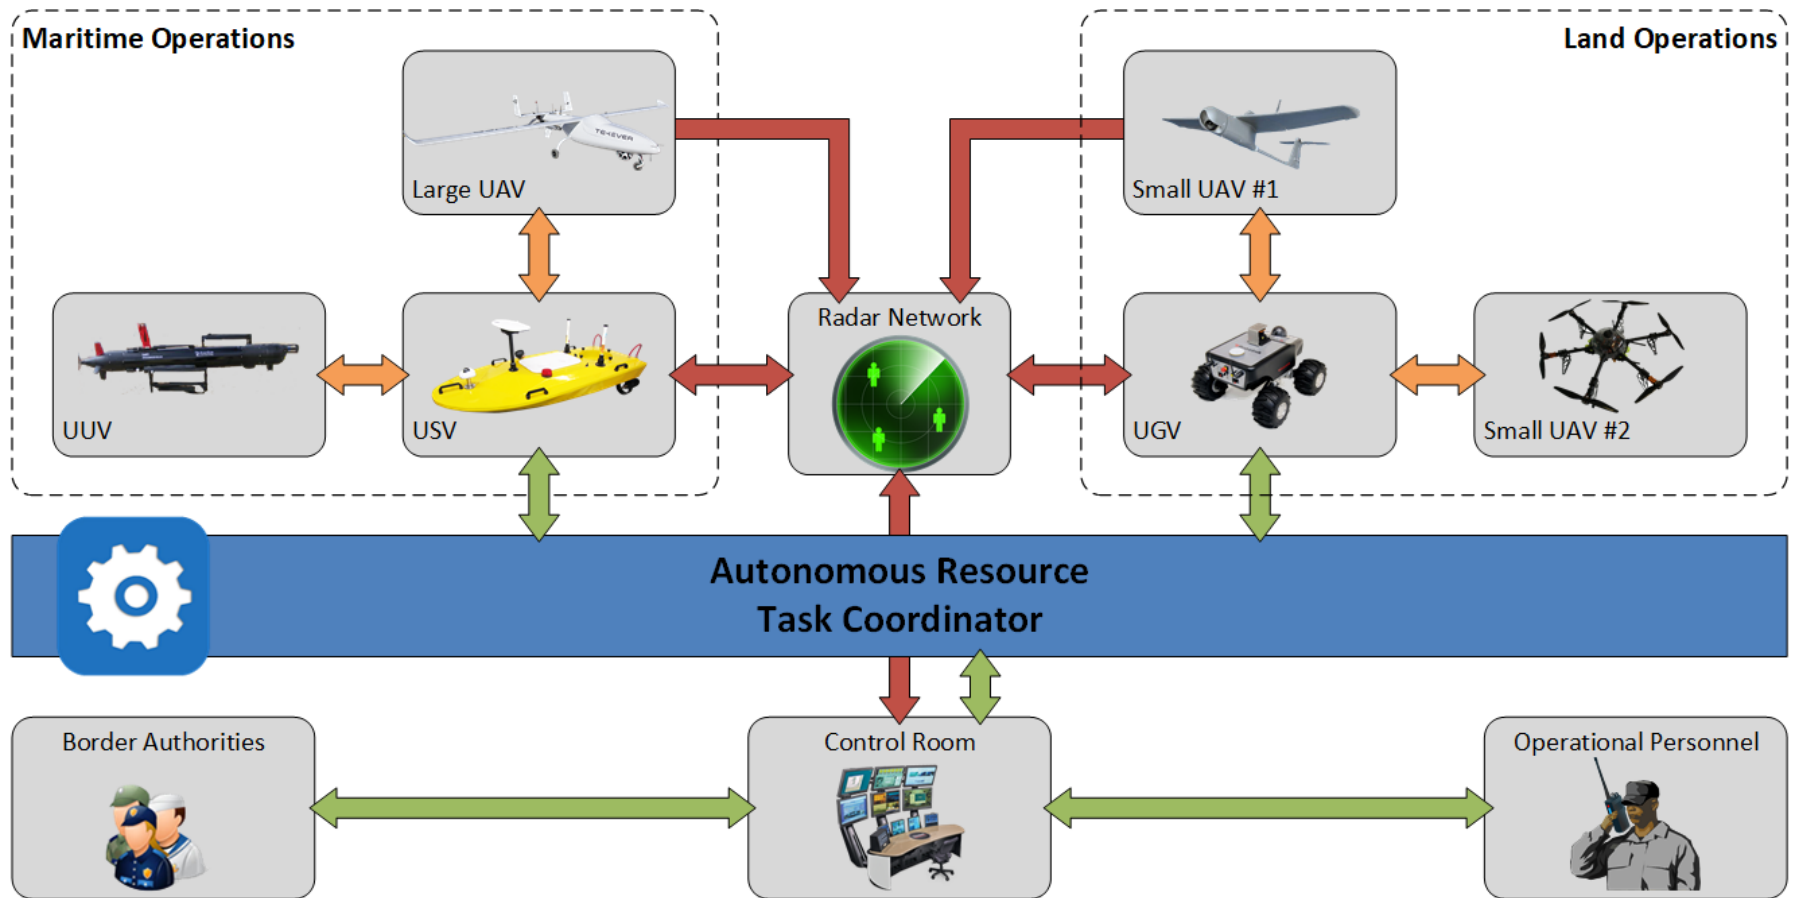 Maritime Operations
Land Operations
TEKEVER
Large UAV
Small UAV #1
Radar Network
UUV
USV
UGV
Small UAV #2
Autonomous Resource
Task Coordinator
Border Authorities
Control Room
Operational Personnel